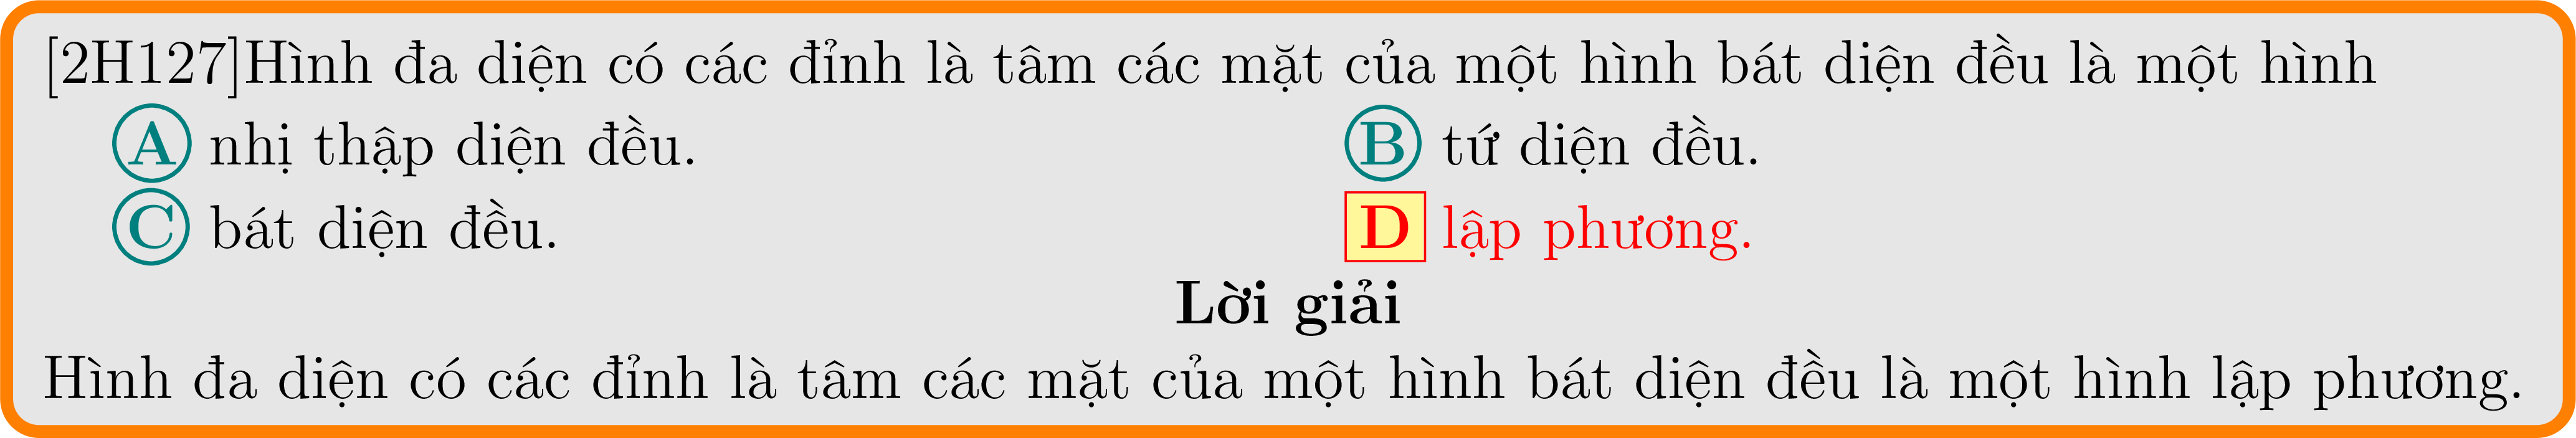 [2H127]Hình đa diện có các đỉnh là tâm các mặt của một hình bát diện đều là một hình
A nhị thập diện đều. B tứ diện đều.
C bát diện đều. D lập phương.
Lời giải
Hình đa diện có các đỉnh là tâm các mặt của một hình bát diện đều là một hình lập phương.